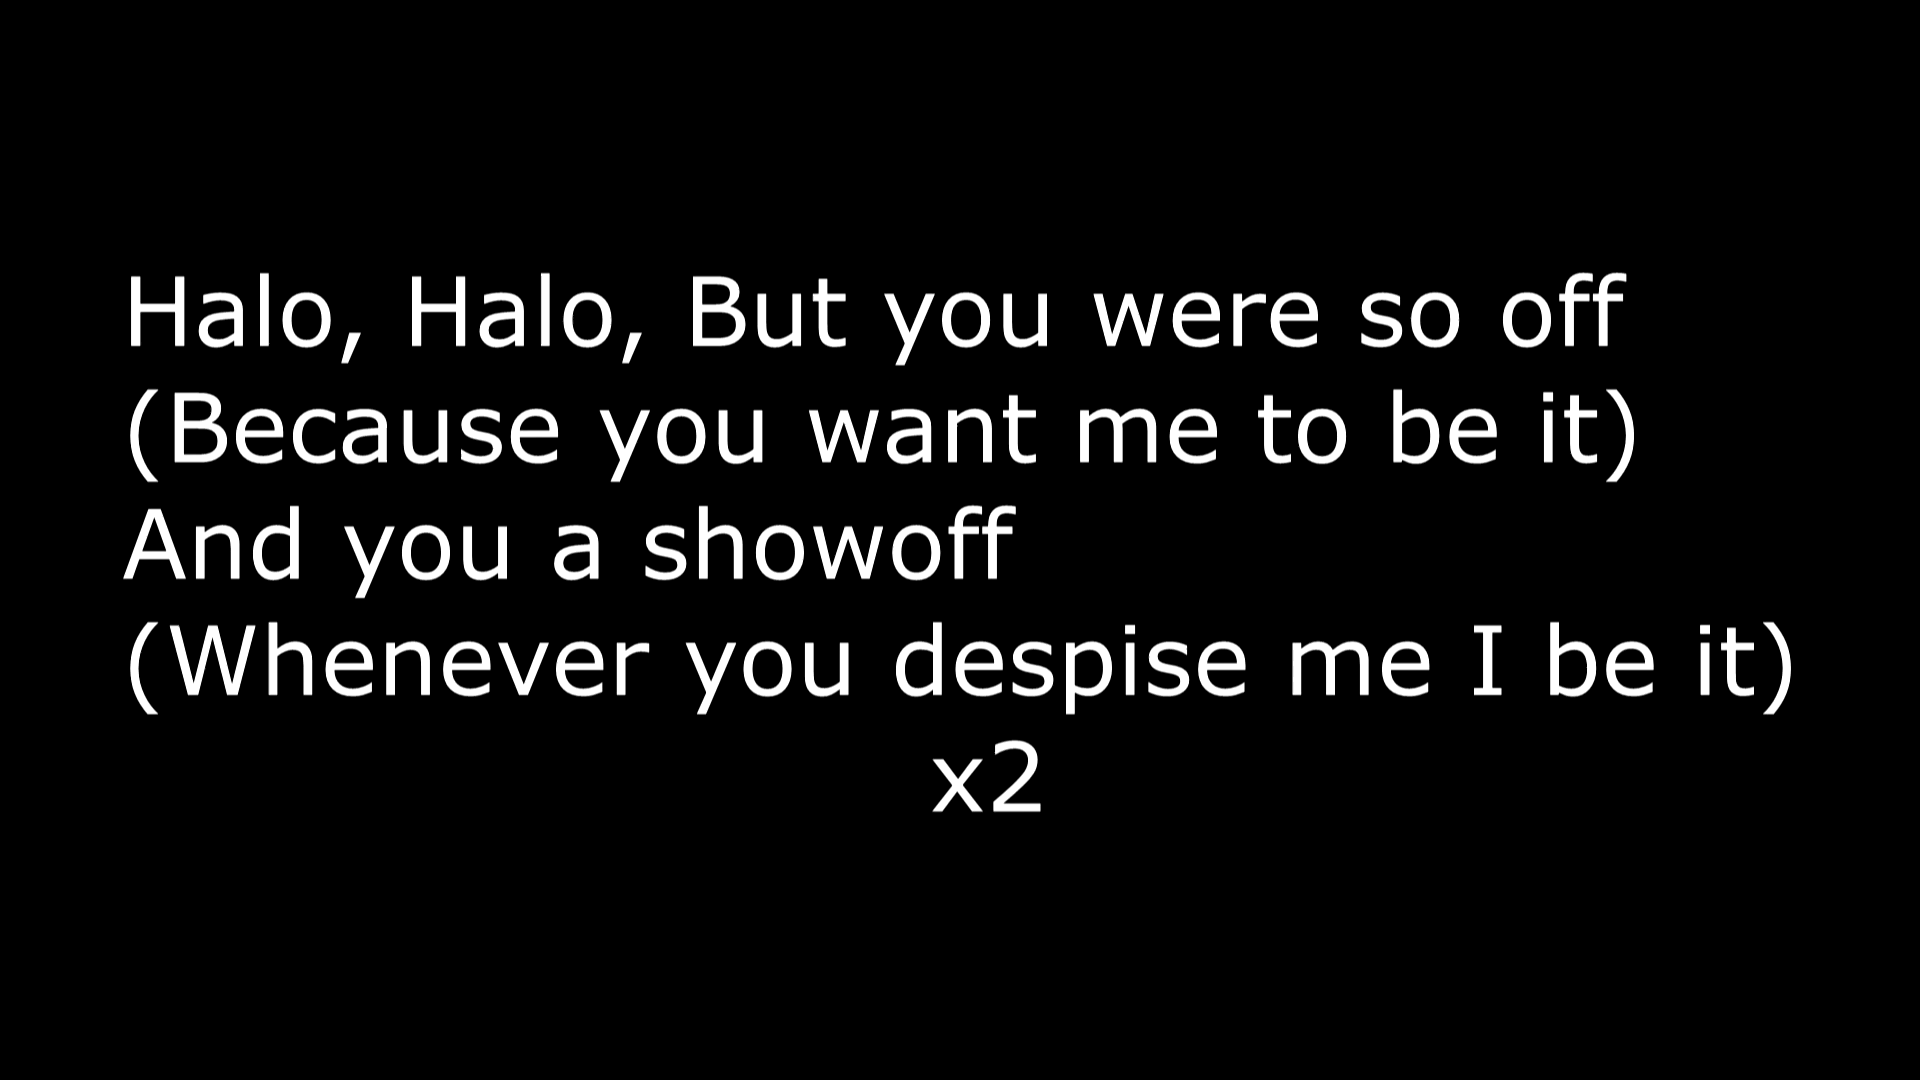 Halo, Halo, But you were so off
(Because you want me to be it)
And you a showoff
(Whenever you despise me I be it)
x2